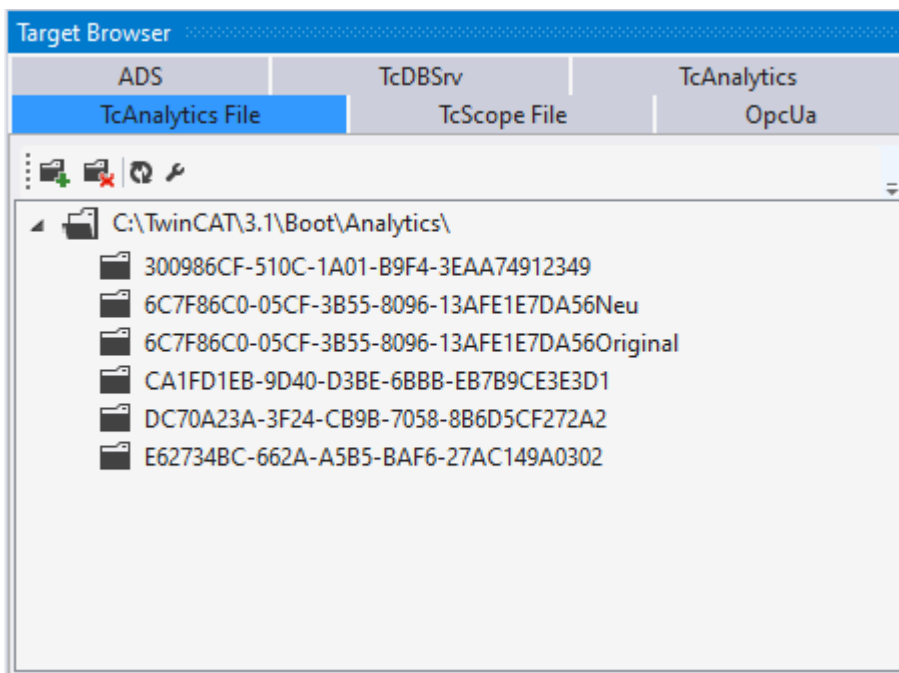 Target Browser
ADS TcDBSrv TcAnalytics
TcAnalytics File TcScope File OpcUa
C:\TwinCAT\3.1\Boot\Analytics\
300986CF-510C-1A01-B9F4-3EAA74912349
6C7F86C0-05CF-3B55-8096-13AFE1E7DA56Neu
6C7F86C0-05CF-3B55-8096-13AFE1E7DA56Original
CA1FD1EB-9D40-D3BE-6BBB-EB7B9CE3E3D1
DC70A23A-3F24-CB9B-7058-8B6D5CF272A2
E62734BC-662A-A5B5-BAF6-27AC149A0302